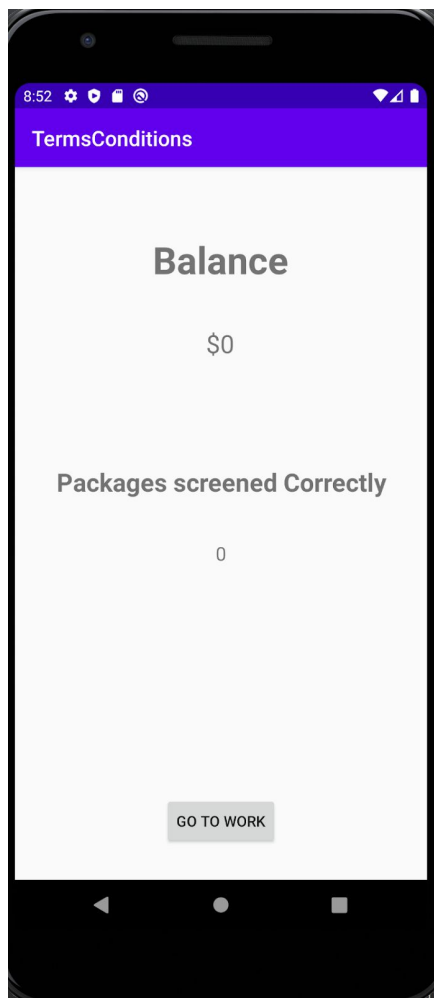 8:52
TermsConditions
Balance
$0
Packages screened Correctly
0
GO TO WORK